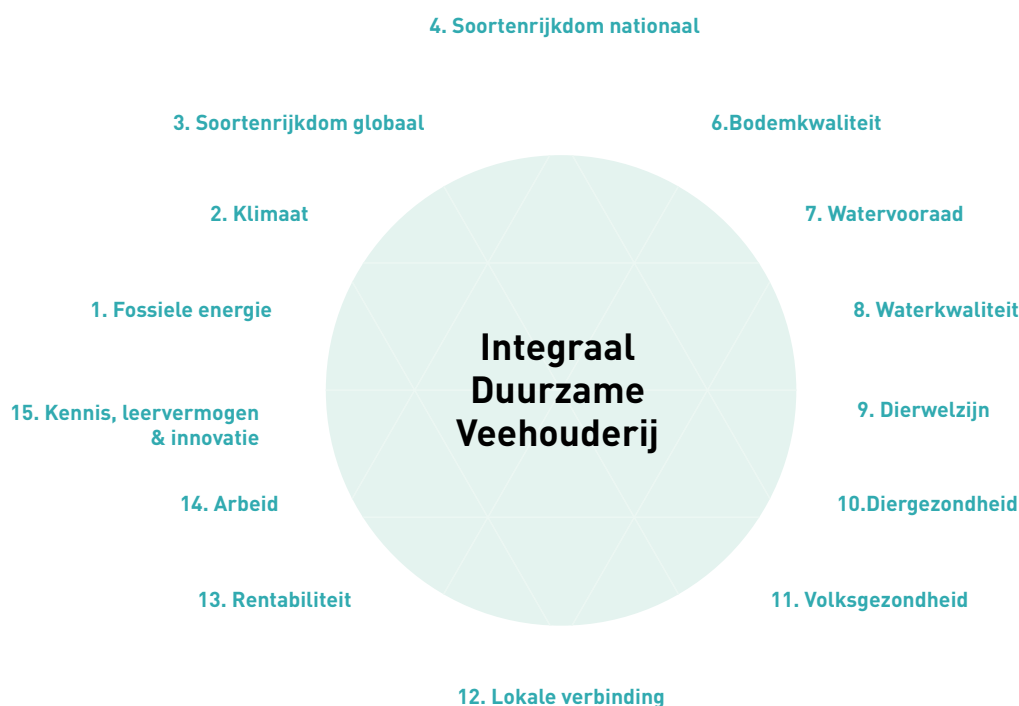 4. Soortenrijkdom nationaal
3. Soortenrijkdom globaal
6.Bodemkwaliteit
2. Klimaat
7. Watervooraad
1. Fossiele energie
8. Waterkwaliteit
Integraal
Duurzame
Veehouderij
15. Kennis, leervermogen
& innovatie
9. Dierwelzijn
14. Arbeid
10.Diergezondheid
13. Rentabiliteit
11. Volksgezondheid
12. Lokale verbinding